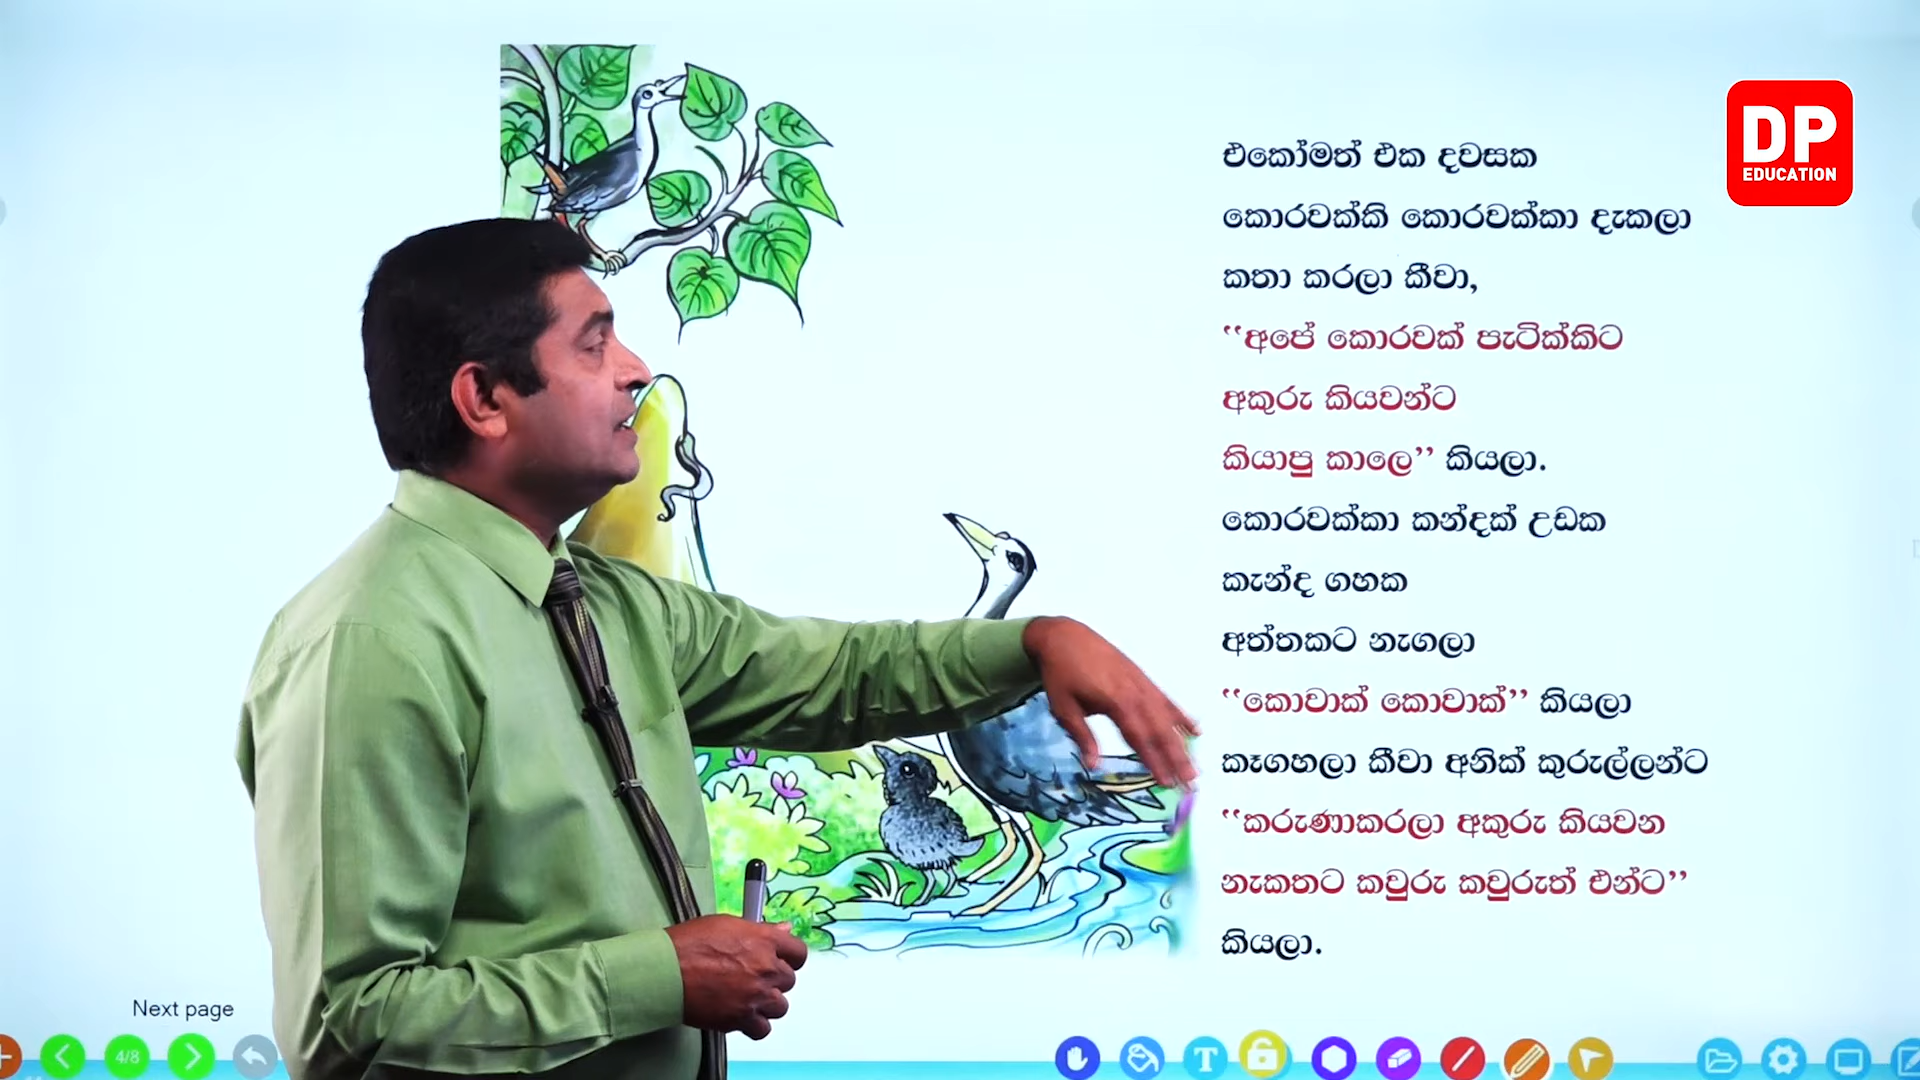 DP
EDUCATION
එකෝමත් එක දවසක
කොරවක්කි කොරවක්කා දැකලා
කතා කරලා කීවා,
‘‘අපේ කොරවක් පැටික්කිට
අකුරු කියවන්ට
කියාපු කාලෙ’’ කියලා.
කොරවක්කා කන්දක් උඩක
කැන්ද ගහක
අත්තකට නැගලා
‘‘කොවාක් කොවාක්’’ කියලා
කෑගහලා කීවා අනික් කුරුල්ලන්ට
‘‘කරුණාකරලා අකුරු කියවන
නැකතට කවුරු කවුරුත් එන්ට’’
කියලා.
Next page
4/8
T